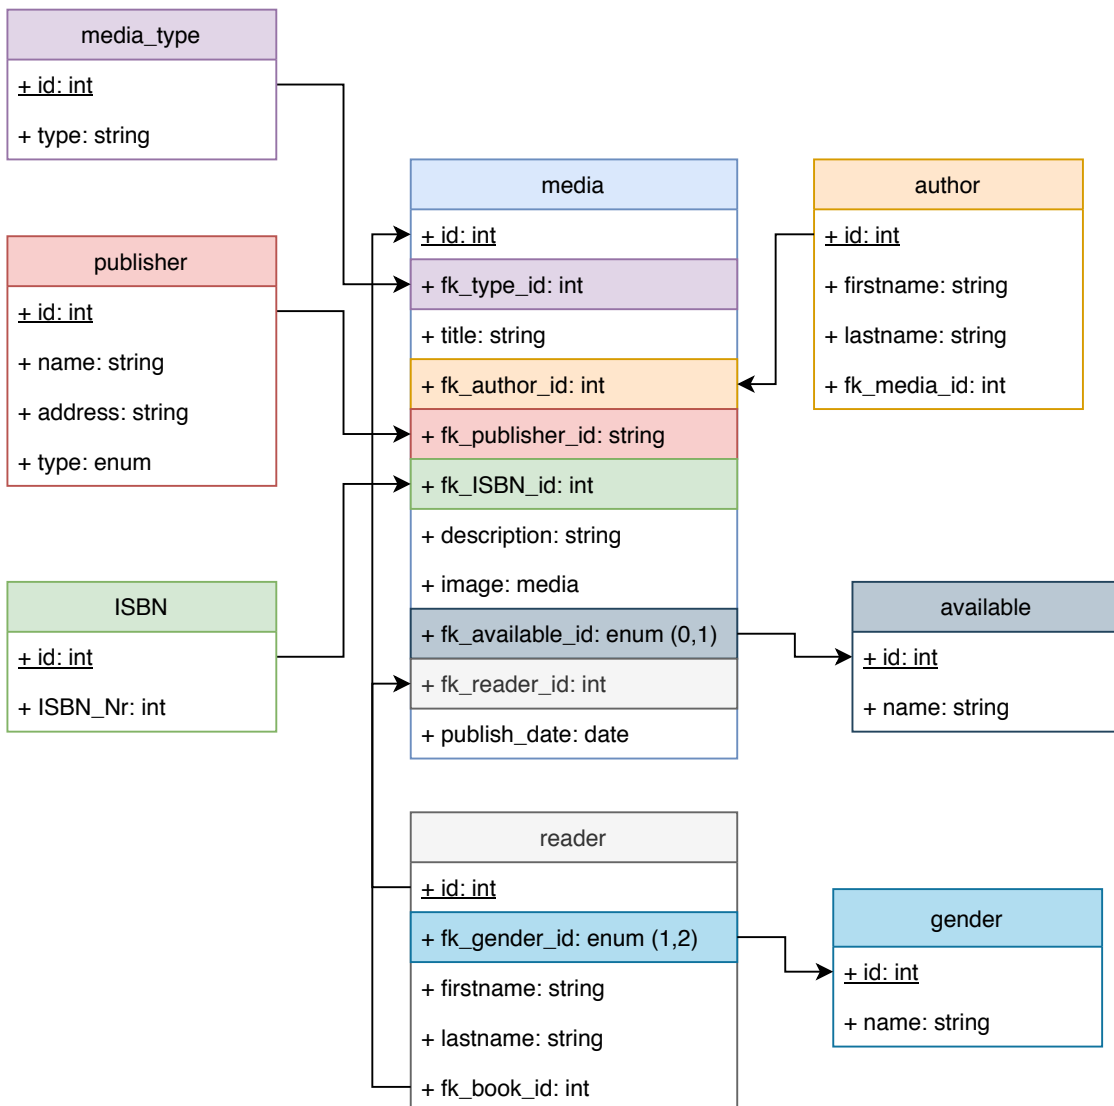 media_type
+ id: int
+ type: string
publisher
+ id: int
+ name: string
+ address: string
+ type: enum
ISBN
+ id: int
+ ISBN_Nr: int
media
+ id: int
+ fk_type_id: int
+ title: string
+ fk_author_id: int
+ fk_publisher_id: string
+ fk_ISBN_id: int
+ description: string
+ image: media
+ fk_available_id: enum (0,1)
+ fk_reader_id: int
+ publish_date: date
author
+ id: int
+ firstname: string
+ lastname: string
+ fk_media_id: int
available
+ id: int
+ name: string
reader
+ id: int
+ fk_gender_id: enum (1,2)
+ firstname: string
+ lastname: string
+ fk_book_id: int
gender
+ id: int
+ name: string